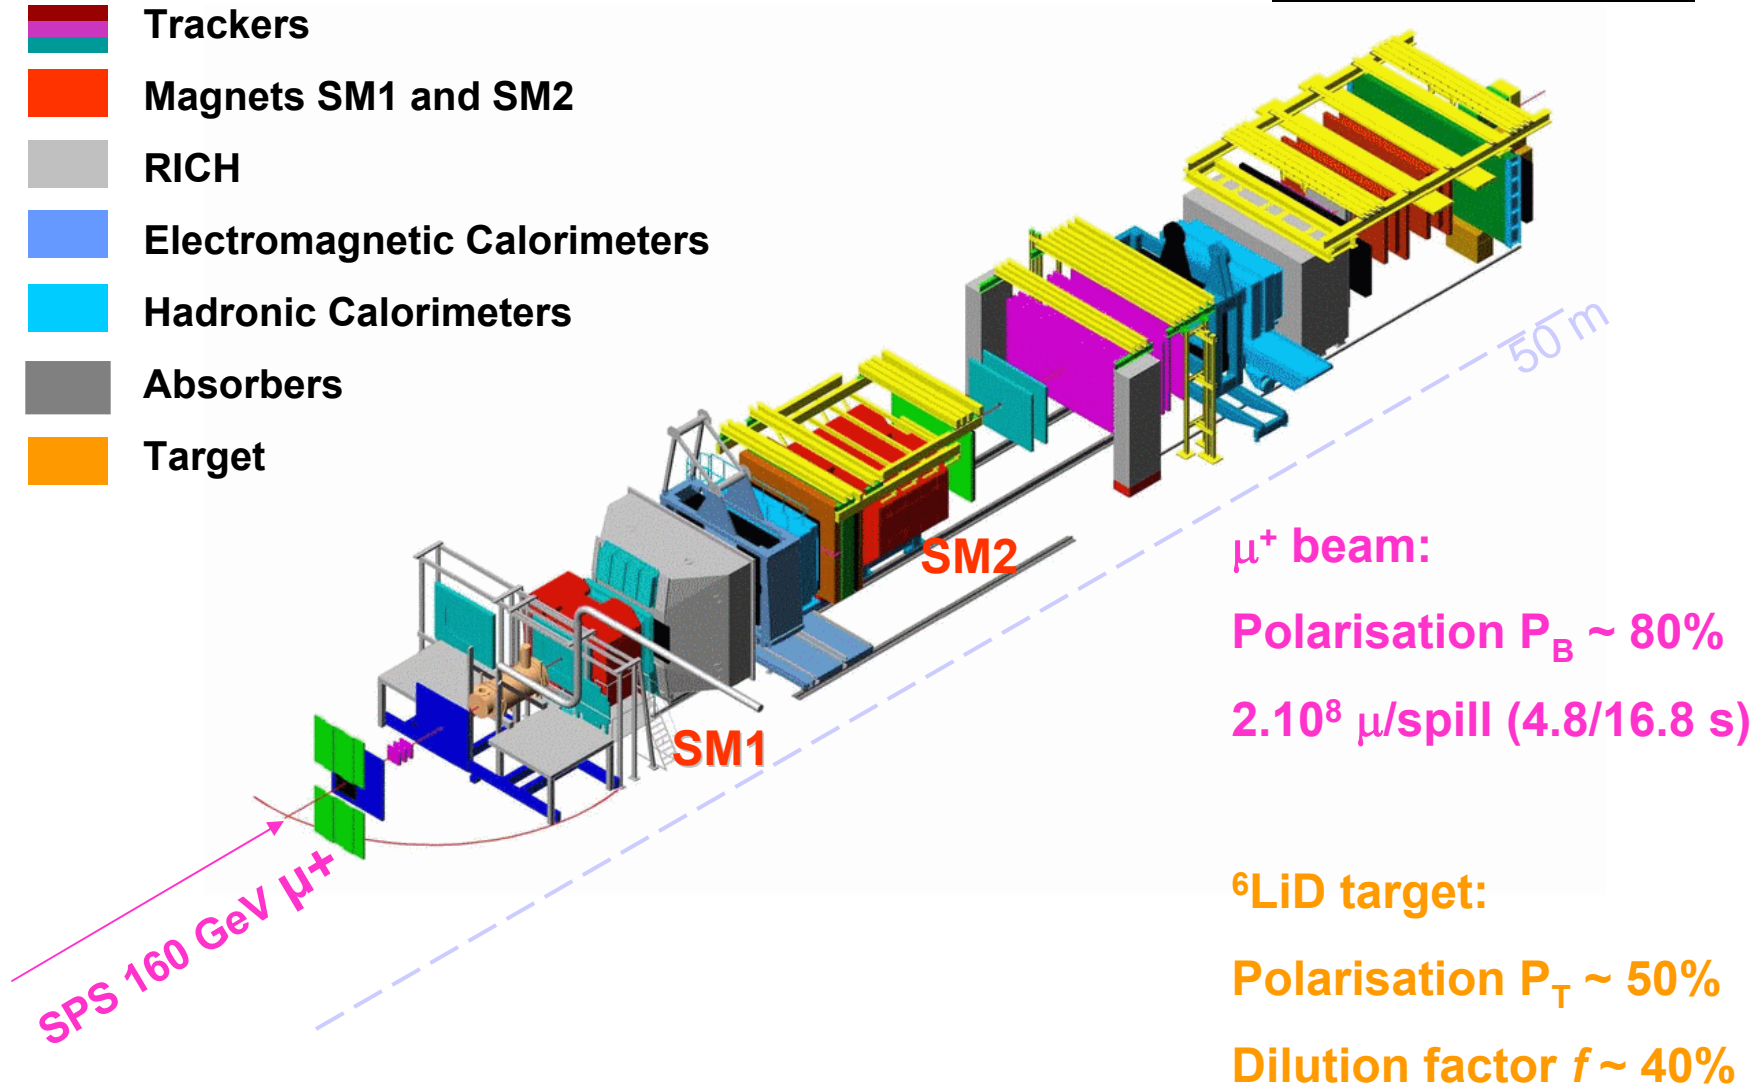 Trackers
Magnets SM1 and SM2
RICH
Electromagnetic Calorimeters
Hadronic Calorimeters
Absorbers
Target
50 m
SM2
SM1
SPS 160 GeV μ+
μ⁺ beam:
Polarisation P_B ~ 80%
2.10⁸ μ/spill (4.8/16.8 s)
⁶LiD target:
Polarisation P_T ~ 50%
Dilution factor f ~ 40%